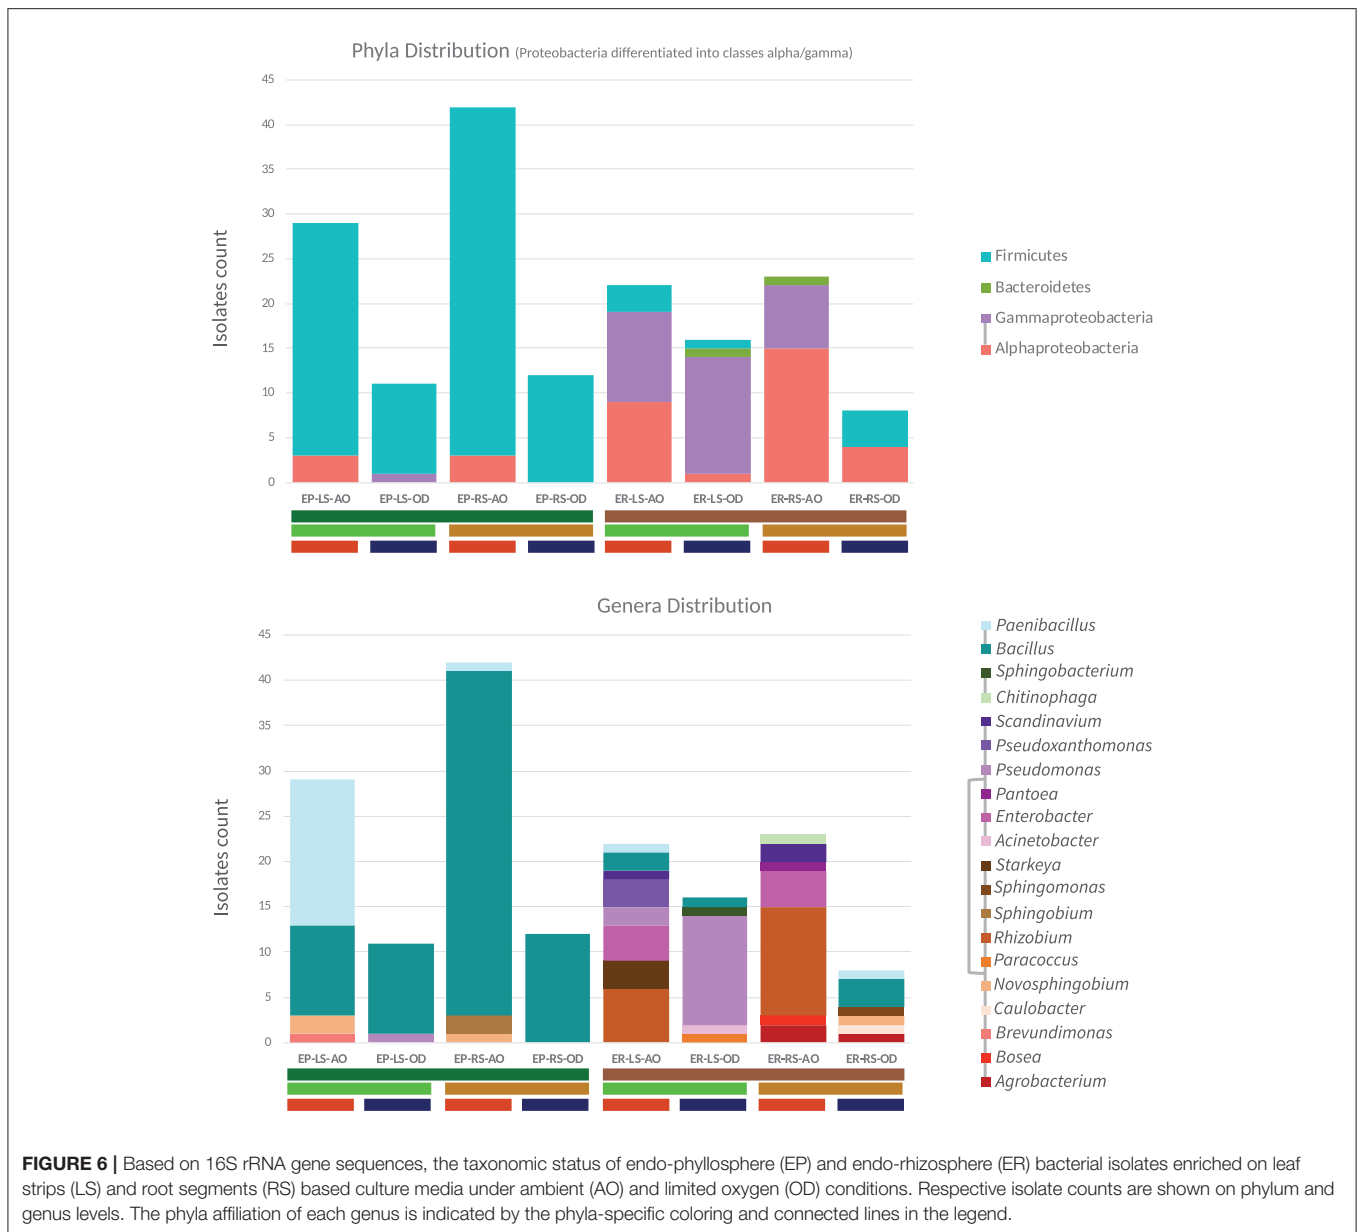 Phyla Distribution (Proteobacteria differentiated into classes alpha/gamma)
45
40
35
30
25
20
15
10
5
0
Isolates count
EP-LS-AO EP-LS-OD EP-RS-AO EP-RS-OD ER-LS-AO ER-LS-OD ER-RS-AO ER-RS-OD
Firmicutes
Bacteroidetes
Gammaproteobacteria
Alphaproteobacteria
Genera Distribution
45
40
35
30
25
20
15
10
5
0
Isolates count
EP-LS-AO EP-LS-OD EP-RS-AO EP-RS-OD ER-LS-AO ER-LS-OD ER-RS-AO ER-RS-OD
Paenibacillus
Bacillus
Sphingobacterium
Chitinophaga
Scandinavium
Pseudoxanthomonas
Pseudomonas
Pantoea
Enterobacter
Acinetobacter
Starkeya
Sphingomonas
Sphingobium
Rhizobium
Paracoccus
Novosphingobium
Caulobacter
Brevundimonas
Bosea
Agrobacterium
FIGURE 6 | Based on 16S rRNA gene sequences, the taxonomic status of endo-phyllosphere (EP) and endo-rhizosphere (ER) bacterial isolates enriched on leaf
strips (LS) and root segments (RS) based culture media under ambient (AO) and limited oxygen (OD) conditions. Respective isolate counts are shown on phylum and
genus levels. The phyla affiliation of each genus is indicated by the phyla-specific coloring and connected lines in the legend.